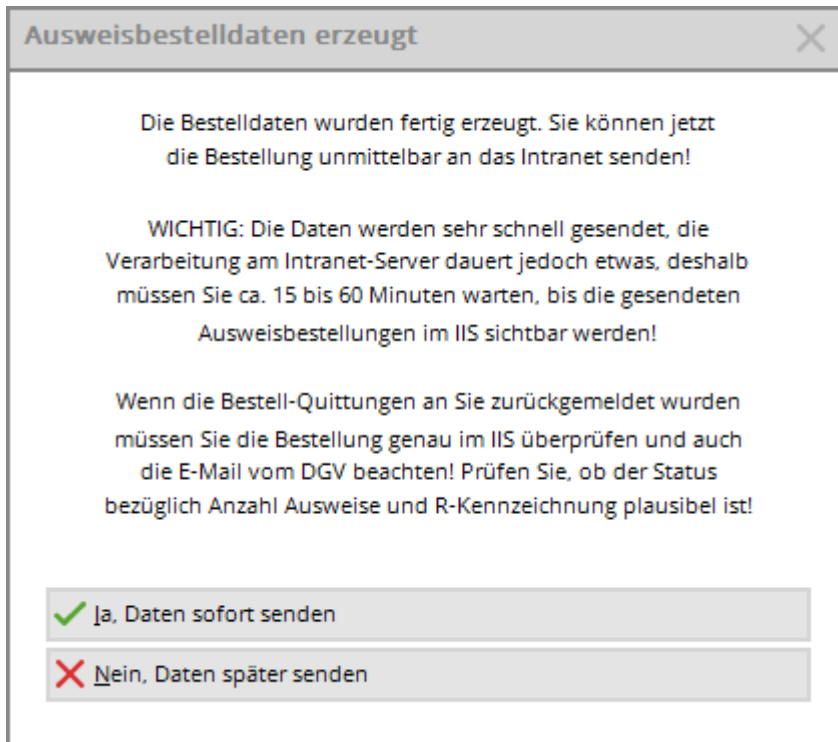 Ausweisbestelldaten erzeugt
Die Bestelldaten wurden fertig erzeugt. Sie können jetzt
die Bestellung unmittelbar an das Intranet senden!
WICHTIG: Die Daten werden sehr schnell gesendet, die
Verarbeitung am Intranet-Server dauert jedoch etwas, deshalb
müssen Sie ca. 15 bis 60 Minuten warten, bis die gesendeten
Ausweisbestellungen im IIS sichtbar werden!
Wenn die Bestell-Quittungen an Sie zurückgemeldet wurden
müssen Sie die Bestellung genau im IIS überprüfen und auch
die E-Mail vom DGV beachten! Prüfen Sie, ob der Status
bezüglich Anzahl Ausweise und R-Kennzeichnung plausibel ist!
Ja, Daten sofort senden
Nein, Daten später senden